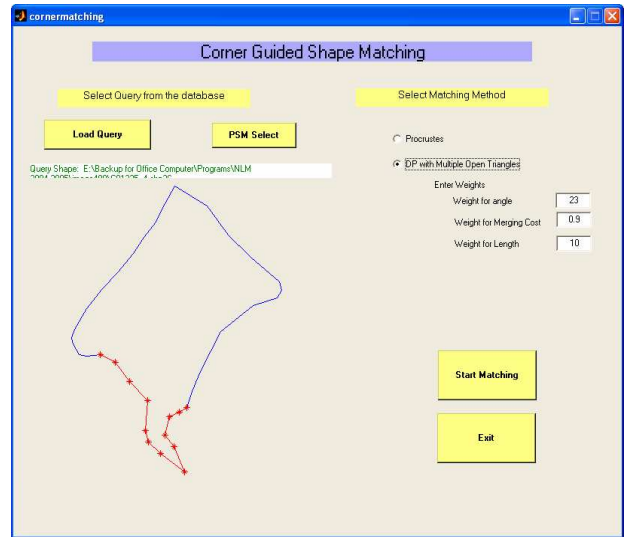 cornermatching
Corner Guided Shape Matching
Select Query from the database
Select Matching Method
Load Query
PSM Select
Procrustes
Query Shape: E:\Backup for Office Computer\Programs\NLM
DP with Multiple Open Triangles
Enter Weights
Weight for angle 23
Weight for Merging Cost 0.9
Weight for Length 10
Start Matching
Exit